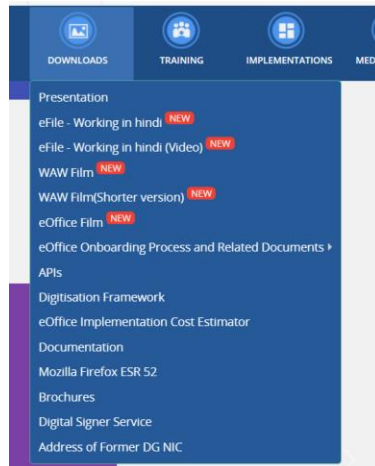 DOWNLOADS TRAINING IMPLEMENTATIONS MED
Presentation
eFile - Working in hindi NEW
eFile - Working in hindi (Video) NEW
WAW Film NEW
WAW Film(Shorter version) NEW
eOffice Film NEW
eOffice Onboarding Process and Related Documents
APIs
Digitisation Framework
eOffice Implementation Cost Estimator
Documentation
Mozilla Firefox ESR 52
Brochures
Digital Signer Service
Address of Former DG NIC